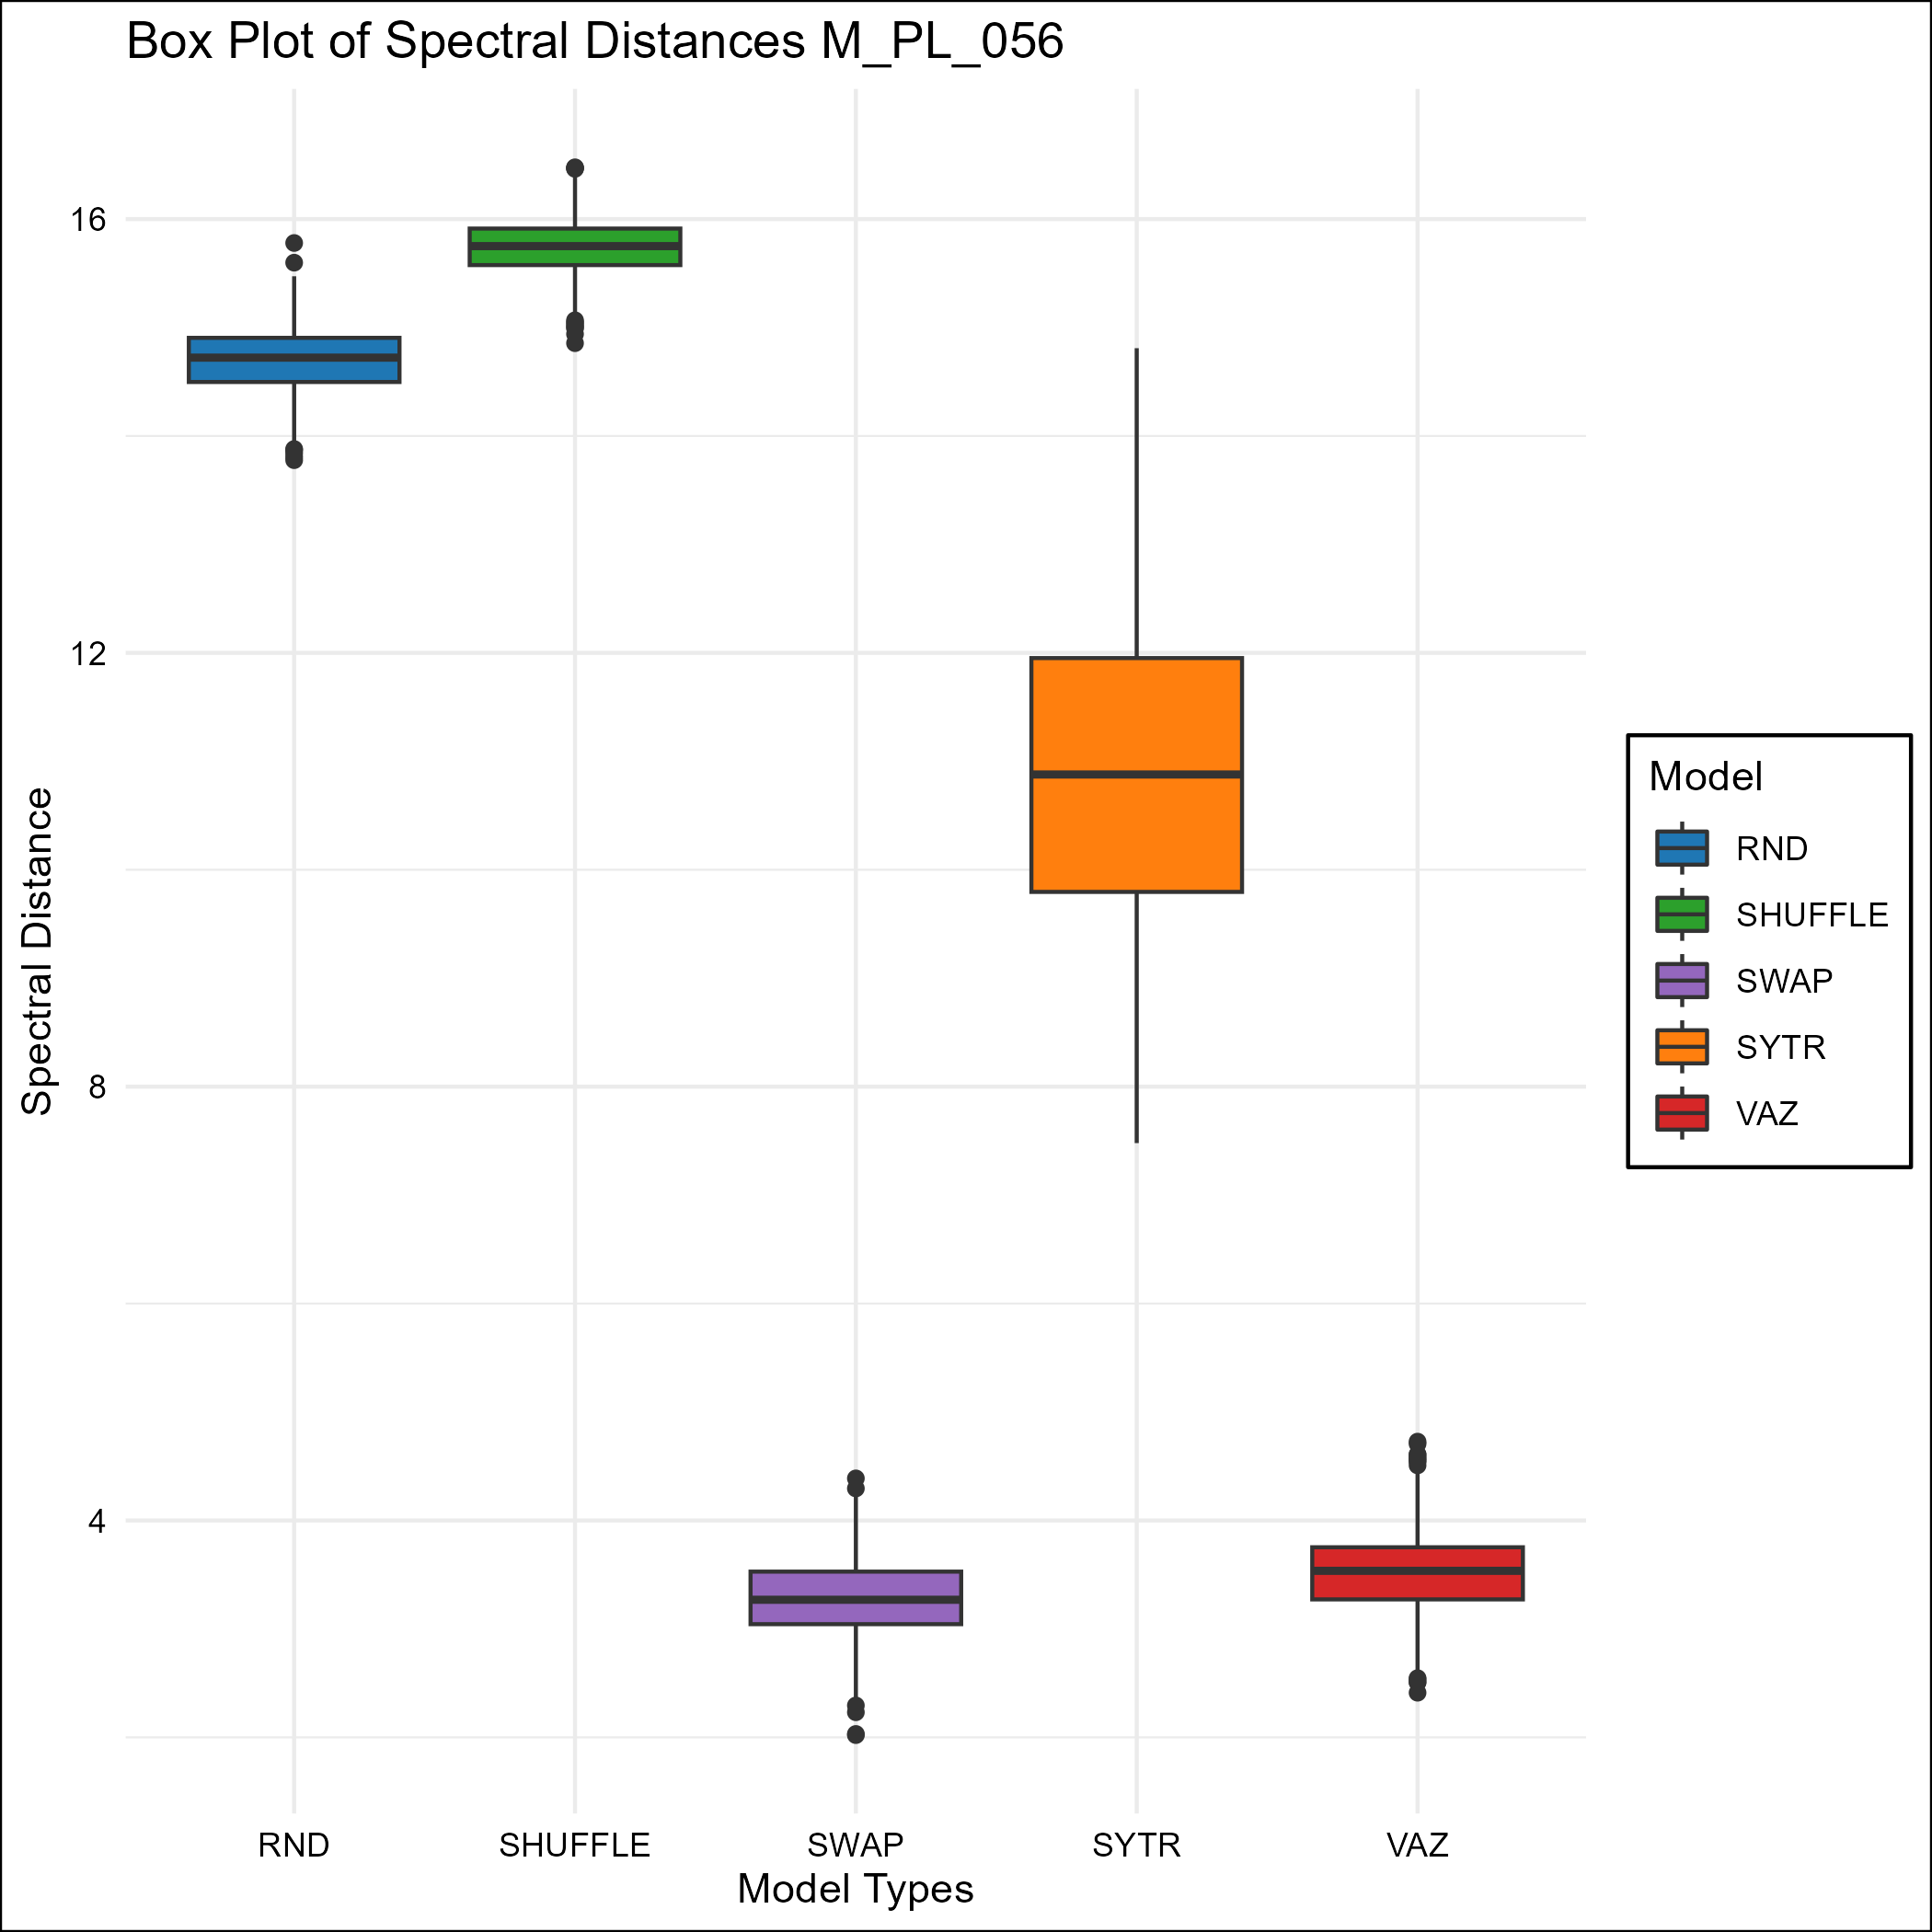 Box Plot of Spectral Distances M_PL_056
16
12
8
4
Spectral Distance
RND
SHUFFLE
SWAP
SYTR
VAZ
Model Types
Model
RND
SHUFFLE
SWAP
SYTR
VAZ